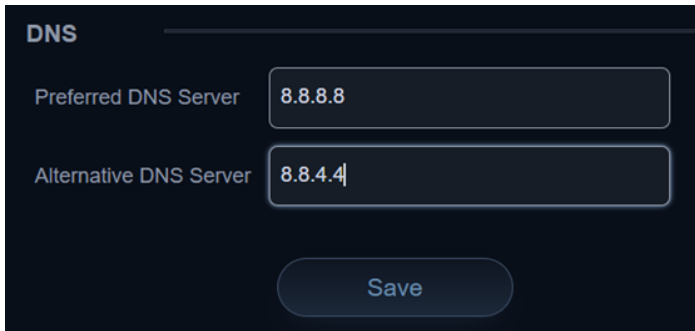 DNS
Preferred DNS Server 8.8.8.8
Alternative DNS Server 8.8.4.4
Save